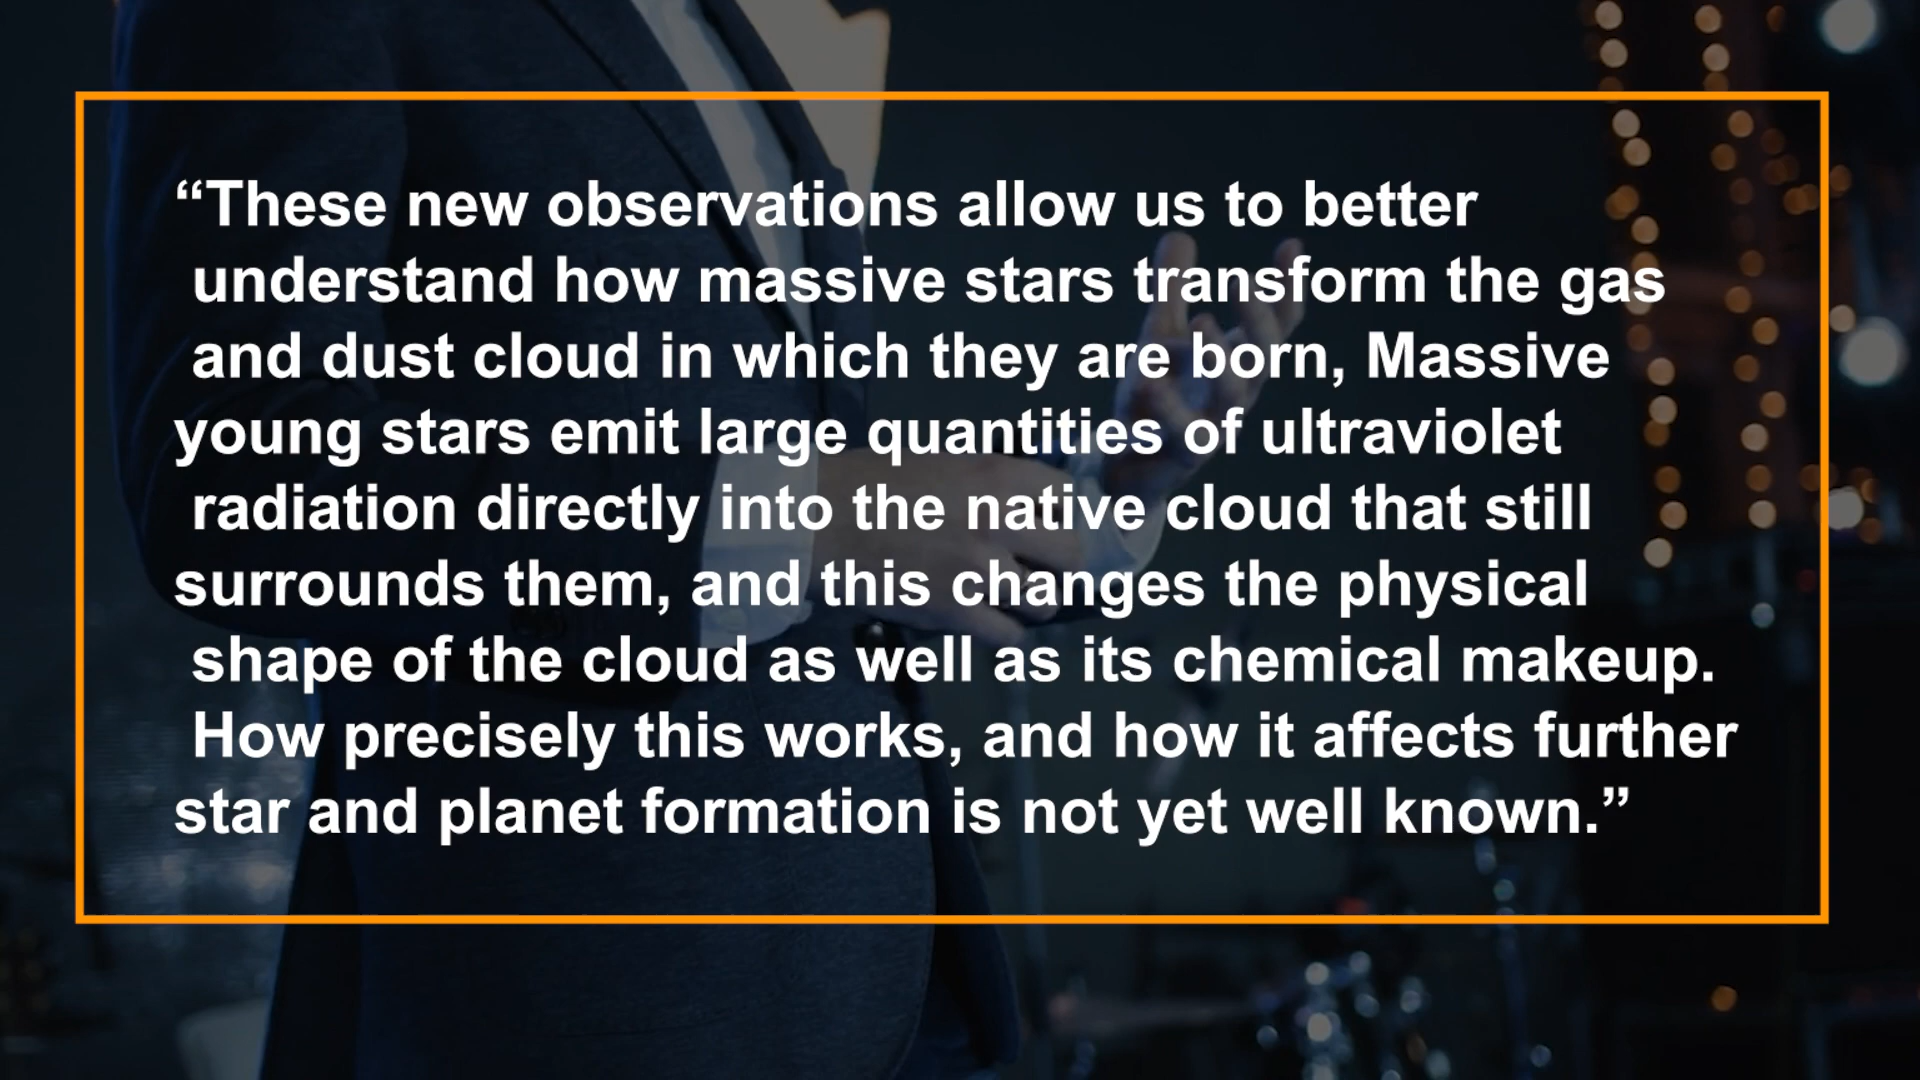 “These new observations allow us to better
understand how massive stars transform the gas
and dust cloud in which they are born, Massive
young stars emit large quantities of ultraviolet
radiation directly into the native cloud that still
surrounds them, and this changes the physical
shape of the cloud as well as its chemical makeup.
How precisely this works, and how it affects further
star and planet formation is not yet well known.”